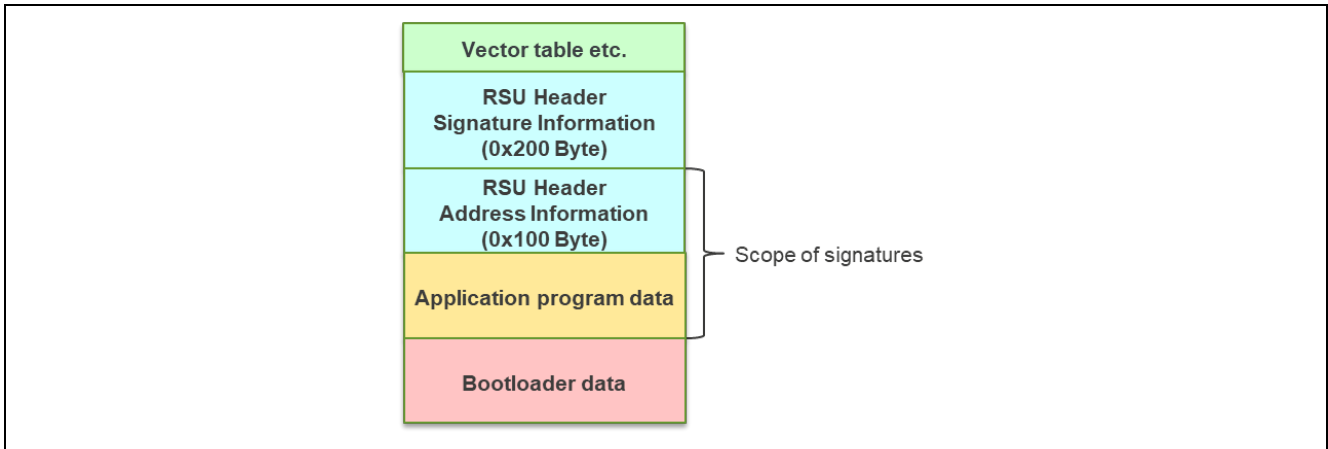 Vector table etc.
RSU Header
Signature Information
(0x200 Byte)
RSU Header
Address Information
(0x100 Byte)
Scope of signatures
Application program data
Bootloader data